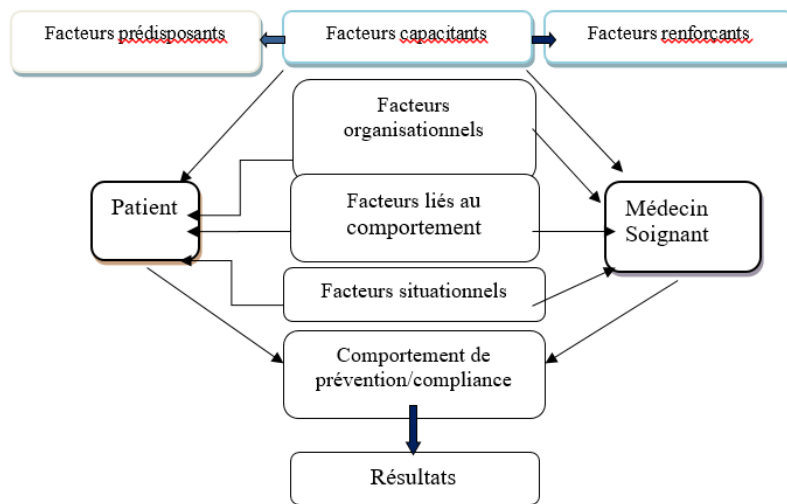 Facteurs prédisposants
Facteurs capacitants
Facteurs renforçants
Facteurs
organisationnels
Patient
Facteurs liés au
comportement
Médecin
Soignant
Facteurs situationnels
Comportement de
prévention/compliance
Résultats